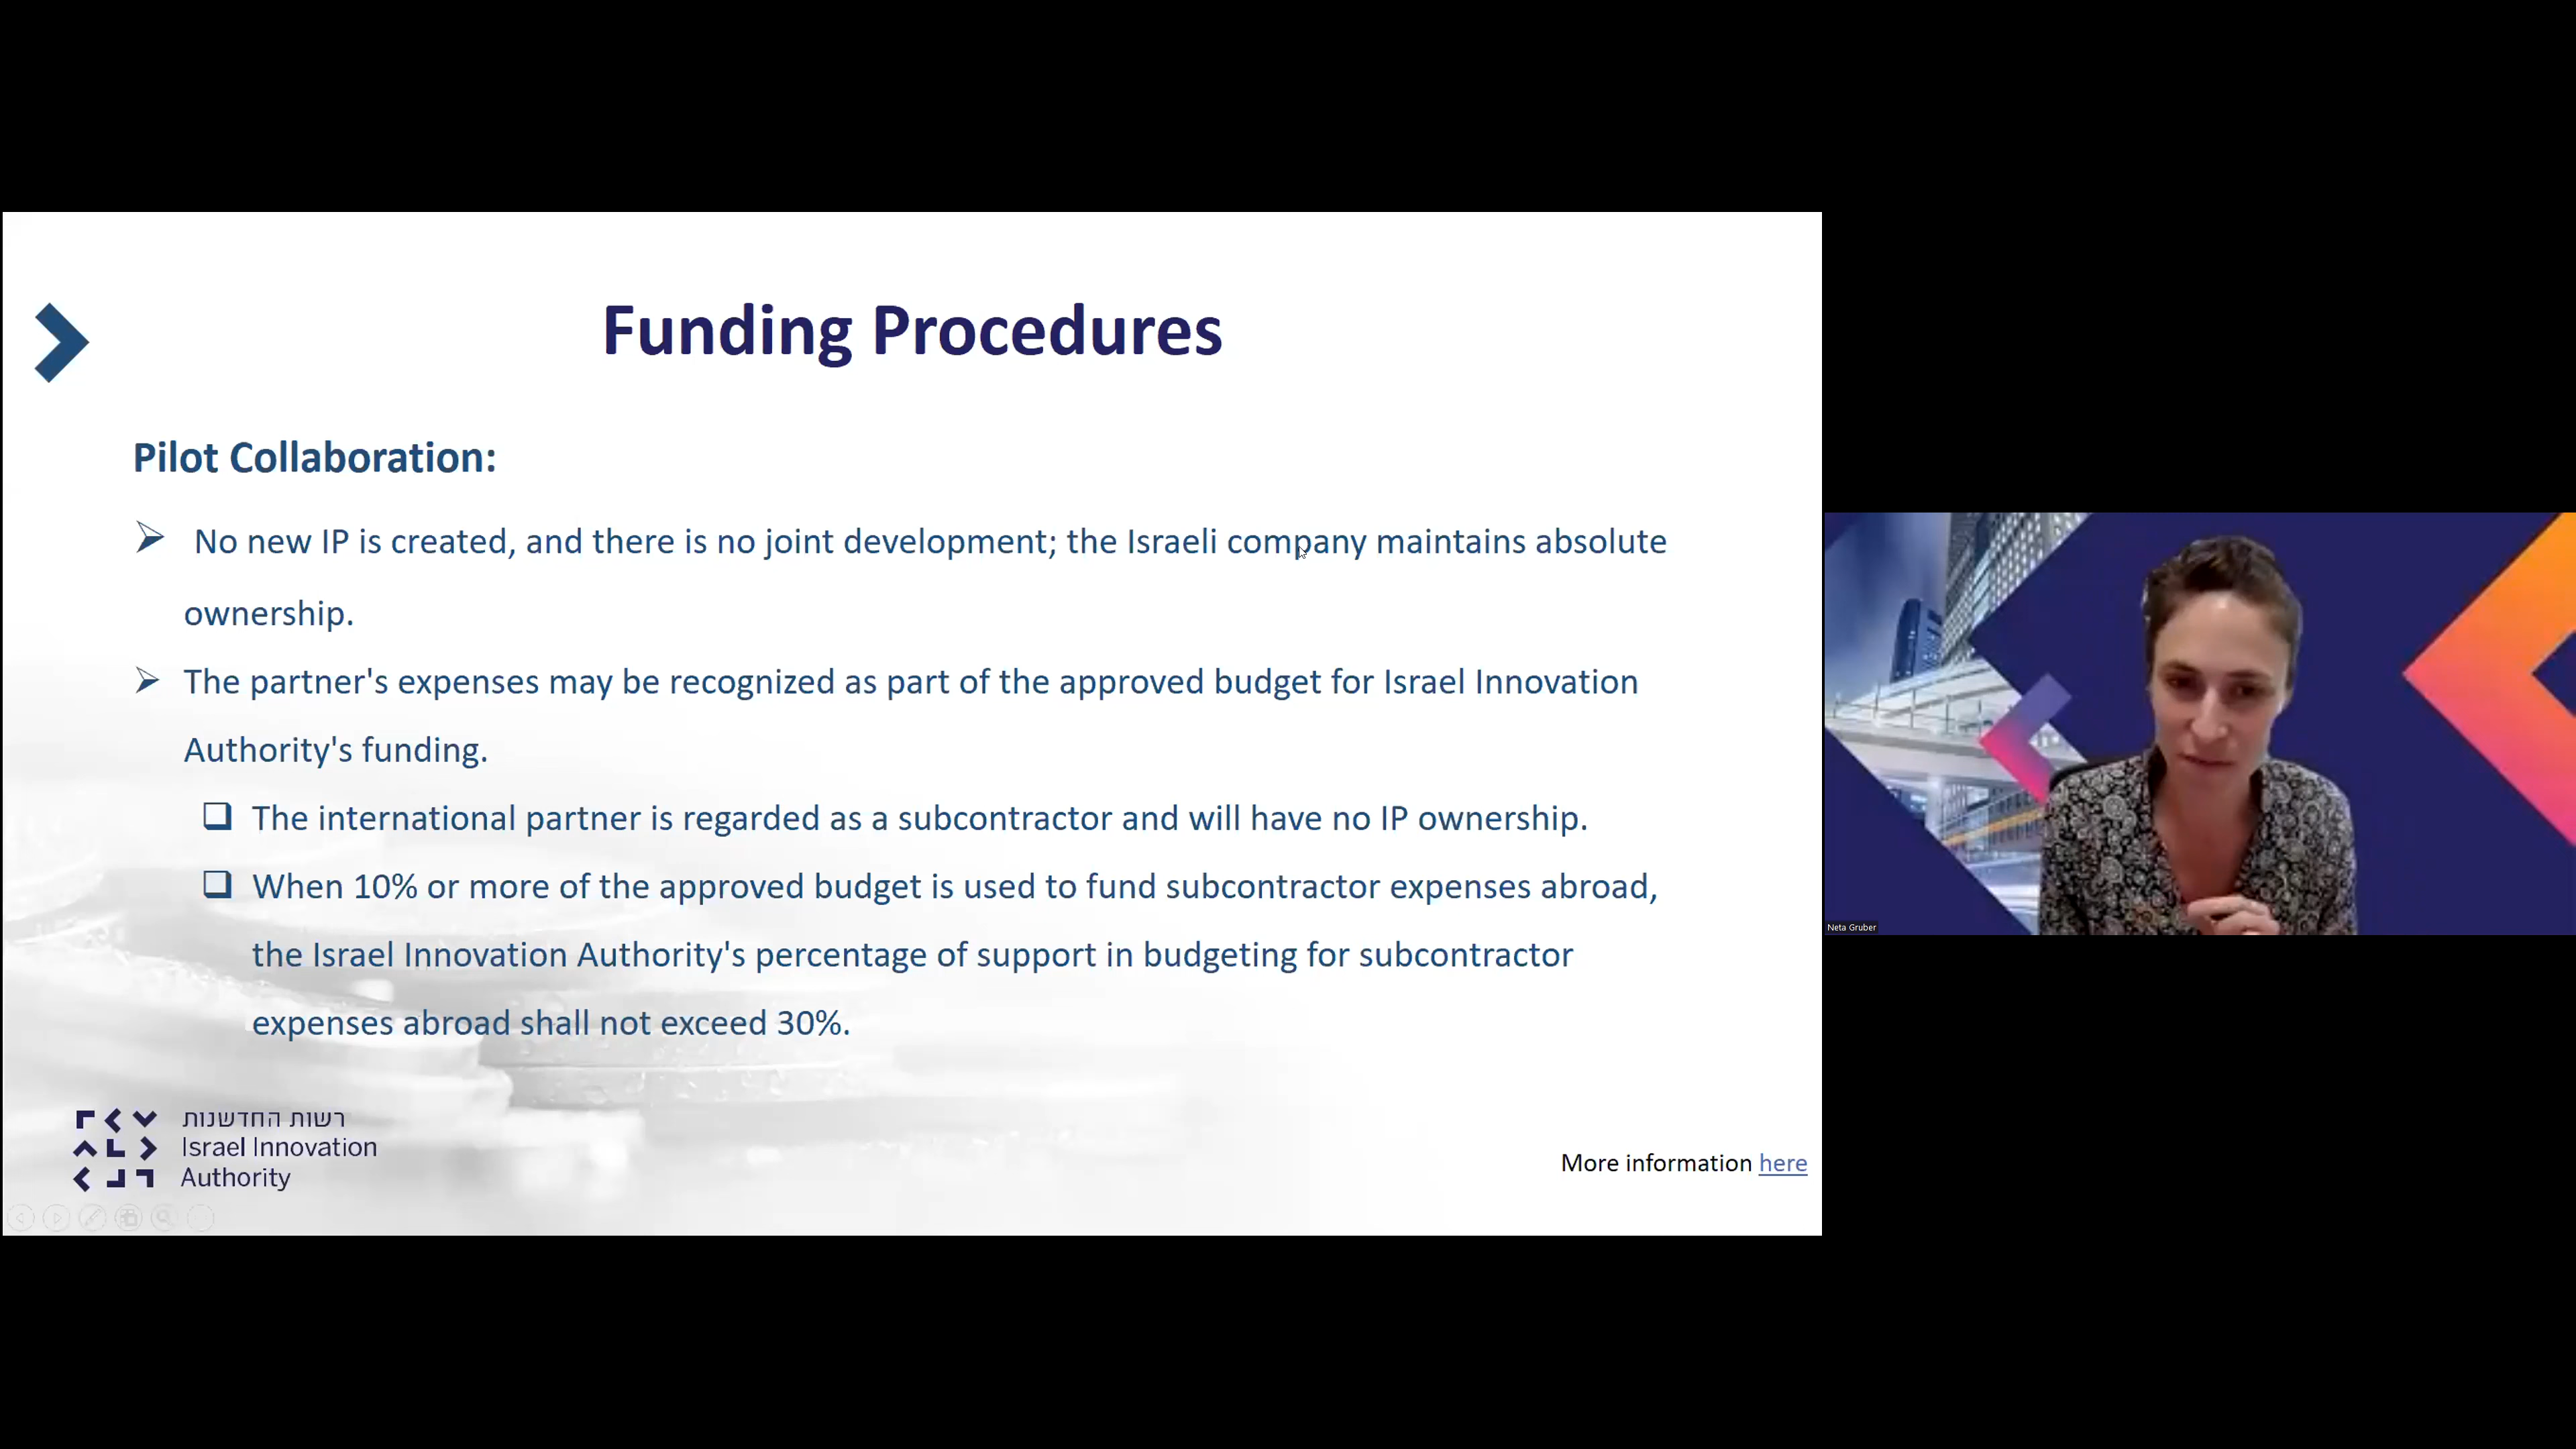 Funding Procedures
Pilot Collaboration:
No new IP is created, and there is no joint development; the Israeli company maintains absolute
ownership.
The partner's expenses may be recognized as part of the approved budget for Israel Innovation
Authority's funding.
The international partner is regarded as a subcontractor and will have no IP ownership.
When 10% or more of the approved budget is used to fund subcontractor expenses abroad,
the Israel Innovation Authority's percentage of support in budgeting for subcontractor
expenses abroad shall not exceed 30%.
רשות החדשנות
Israel Innovation
Authority
More information here
Neta Gruber